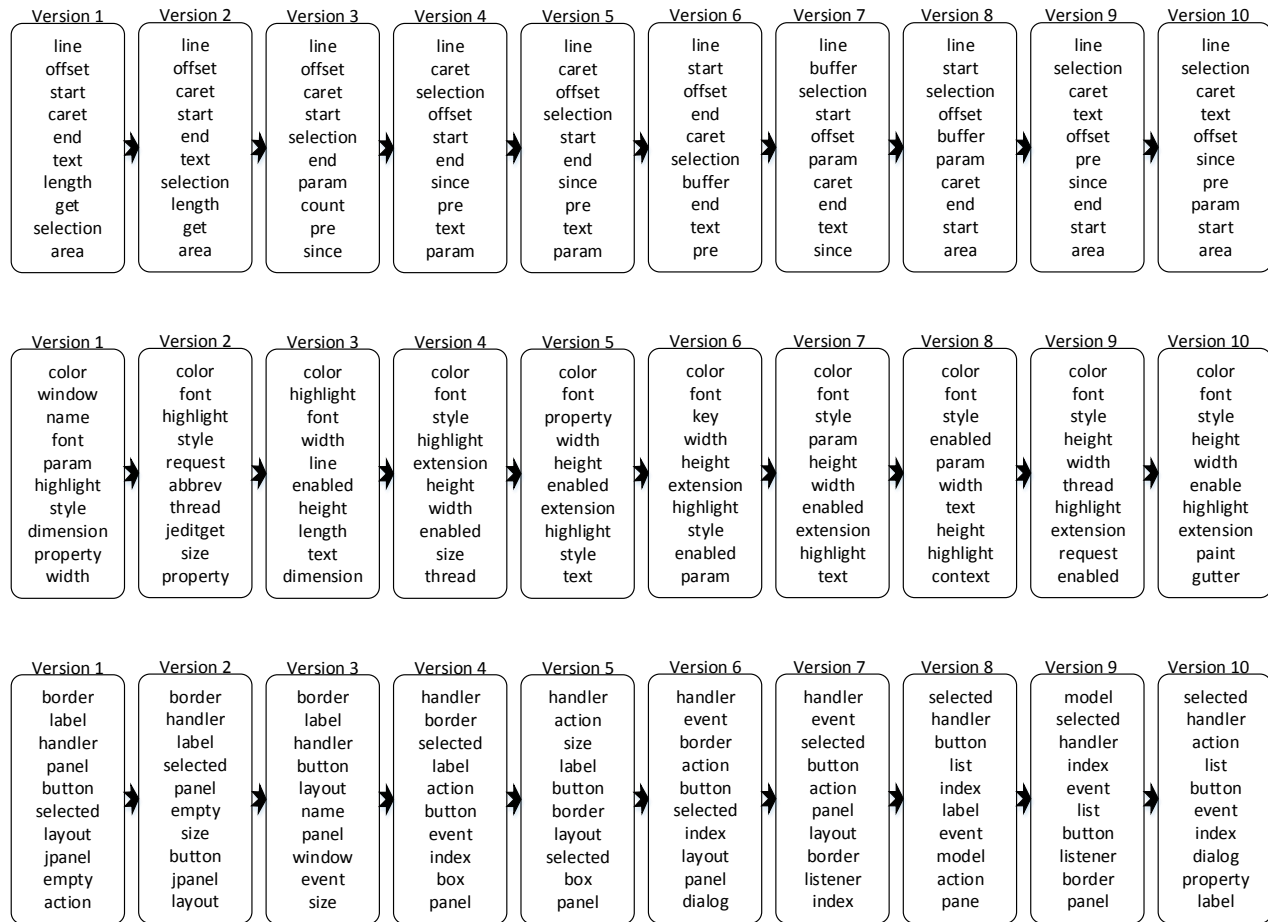 Version 1 Version 2 Version 3 Version 4 Version 5 Version 6 Version 7 Version 8 Version 9 Version 10
line line line line line line line line line line
offset offset offset caret caret start buffer start selection selection
start caret caret selection offset offset selection selection caret caret
caret start start offset selection end start offset text text
end end selection start start caret offset buffer offset offset
text text end end end selection param param pre since
length selection param since since buffer caret caret since pre
get length count pre pre end end end end param
selection get pre text text text text start start start
area area since param param pre since area area area
Version 1 Version 2 Version 3 Version 4 Version 5 Version 6 Version 7 Version 8 Version 9 Version 10
color color color color color color color color color color
window font highlight font font font font font font font
name highlight font style property key style style style style
font style width highlight width width param enabled height height
param request line extension height height height param width width
highlight abbrev enabled height enabled extension width width thread enable
style thread height width extension highlight enabled text highlight highlight
dimension jeditget length enabled highlight style extension height extension extension
property size text size style enabled highlight highlight request paint
width property dimension thread text param text context enabled gutter
Version 1 Version 2 Version 3 Version 4 Version 5 Version 6 Version 7 Version 8 Version 9 Version 10
border border border handler handler handler handler selected model selected
label handler label border action event event handler selected handler
handler label handler selected size border selected button handler action
panel selected button label label action button list index list
button panel layout action button button action index event button
selected empty name button border selected panel label list event
layout size panel event layout index layout event button index
jpanel button window index selected layout border model listener dialog
empty jpanel event box box panel listener action border property
action layout size panel panel dialog index pane panel label